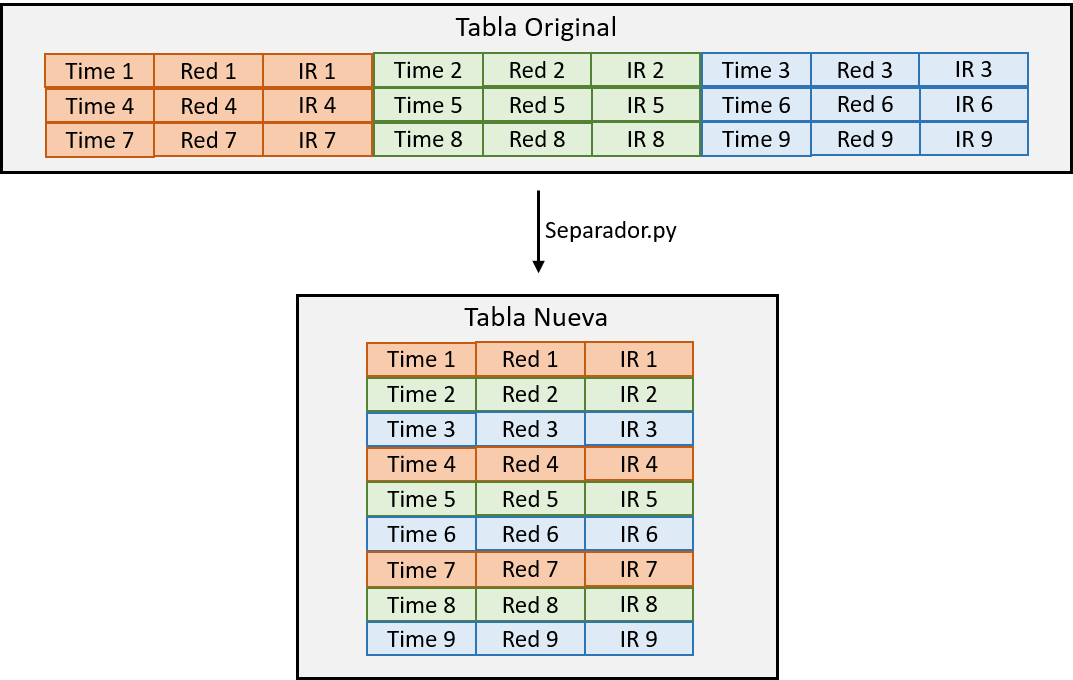 Tabla Original
Time 1 Red 1 IR 1 Time 2 Red 2 IR 2 Time 3 Red 3 IR 3
Time 4 Red 4 IR 4 Time 5 Red 5 IR 5 Time 6 Red 6 IR 6
Time 7 Red 7 IR 7 Time 8 Red 8 IR 8 Time 9 Red 9 IR 9
Separador.py
Tabla Nueva
Time 1 Red 1 IR 1
Time 2 Red 2 IR 2
Time 3 Red 3 IR 3
Time 4 Red 4 IR 4
Time 5 Red 5 IR 5
Time 6 Red 6 IR 6
Time 7 Red 7 IR 7
Time 8 Red 8 IR 8
Time 9 Red 9 IR 9